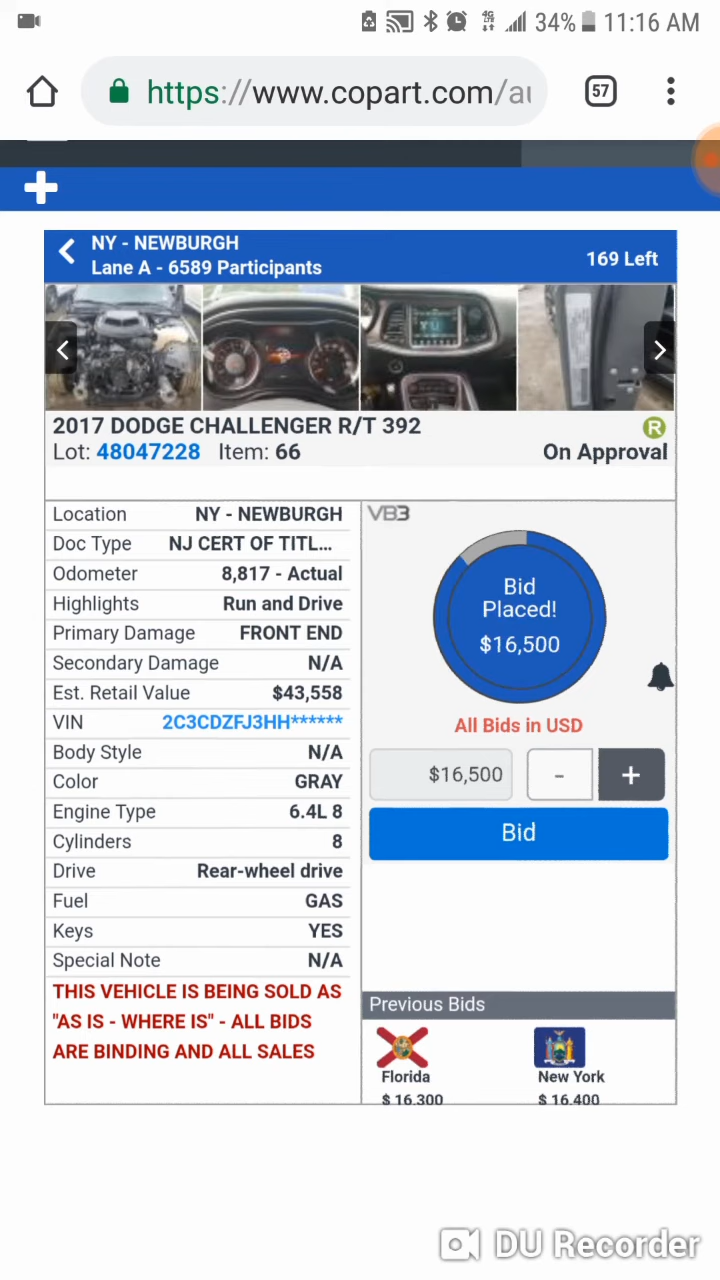 34% 11:16 AM
https://www.copart.com/au
57
NY - NEWBURGH
Lane A - 6589 Participants
169 Left
2017 DODGE CHALLENGER R/T 392
R
Lot: 48047228 Item: 66
On Approval
Location NY - NEWBURGH
Doc Type NJ CERT OF TITL...
Odometer 8,817 - Actual
Highlights Run and Drive
Primary Damage FRONT END
Secondary Damage N/A
Est. Retail Value $43,558
VIN 2C3CDZFJ3HH******
Body Style N/A
Color GRAY
Engine Type 6.4L 8
Cylinders 8
Drive Rear-wheel drive
Fuel GAS
Keys YES
Special Note N/A
THIS VEHICLE IS BEING SOLD AS
"AS IS - WHERE IS" - ALL BIDS
ARE BINDING AND ALL SALES
VB3
Bid
Placed!
$16,500
All Bids in USD
$16,500
- +
Bid
Previous Bids
Florida
$ 16,300
New York
$ 16,400
DU Recorder